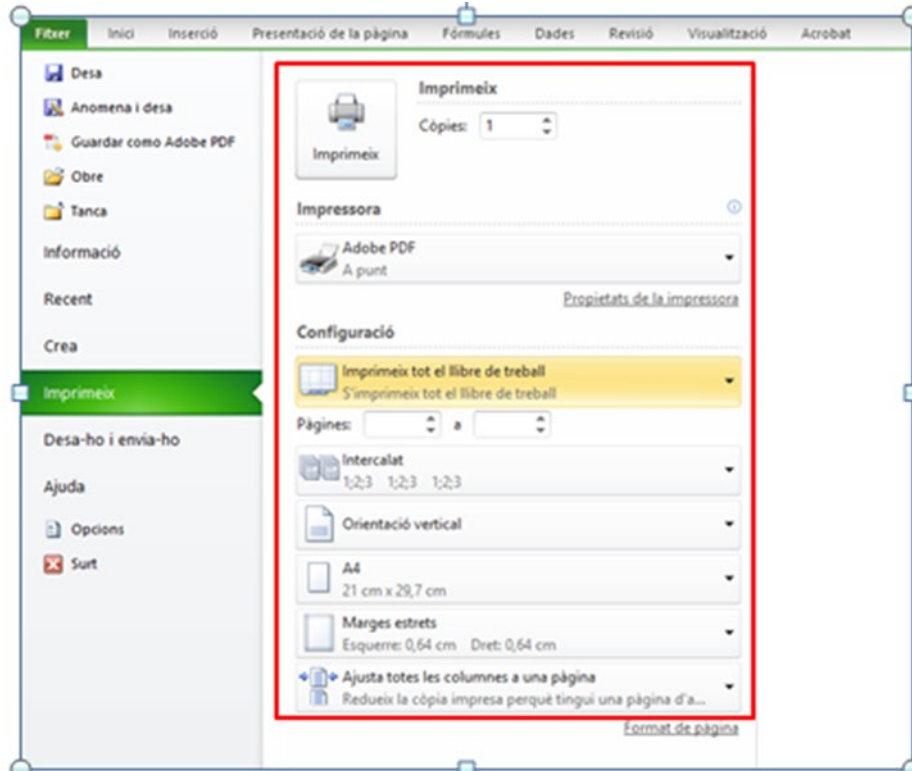 Fitxer Inici Inserció Presentació de la pàgina Fórmules Dades Revisió Visualització Acrobat
Desa
Anomena i desa
Guardar como Adobe PDF
Obre
Tanca
Informació
Recent
Crea
Imprimeix
Desa-ho i envia-ho
Ajuda
Opcions
Surt
Imprimeix
Imprimeix
Còpies: 1
Impressora
Adobe PDF
A punt
Propietats de la impressora
Configuració
Imprimeix tot el llibre de treball
S'imprimeix tot el llibre de treball
Pàgines: a
Intercalat
1;2;3 1;2;3 1;2;3
Orientació vertical
A4
21 cm x 29,7 cm
Marges estrets
Esquerre: 0,64 cm Dret: 0,64 cm
Ajusta totes les columnes a una pàgina
Redueix la còpia impresa perquè tingui una pàgina d'a...
Format de pàgina